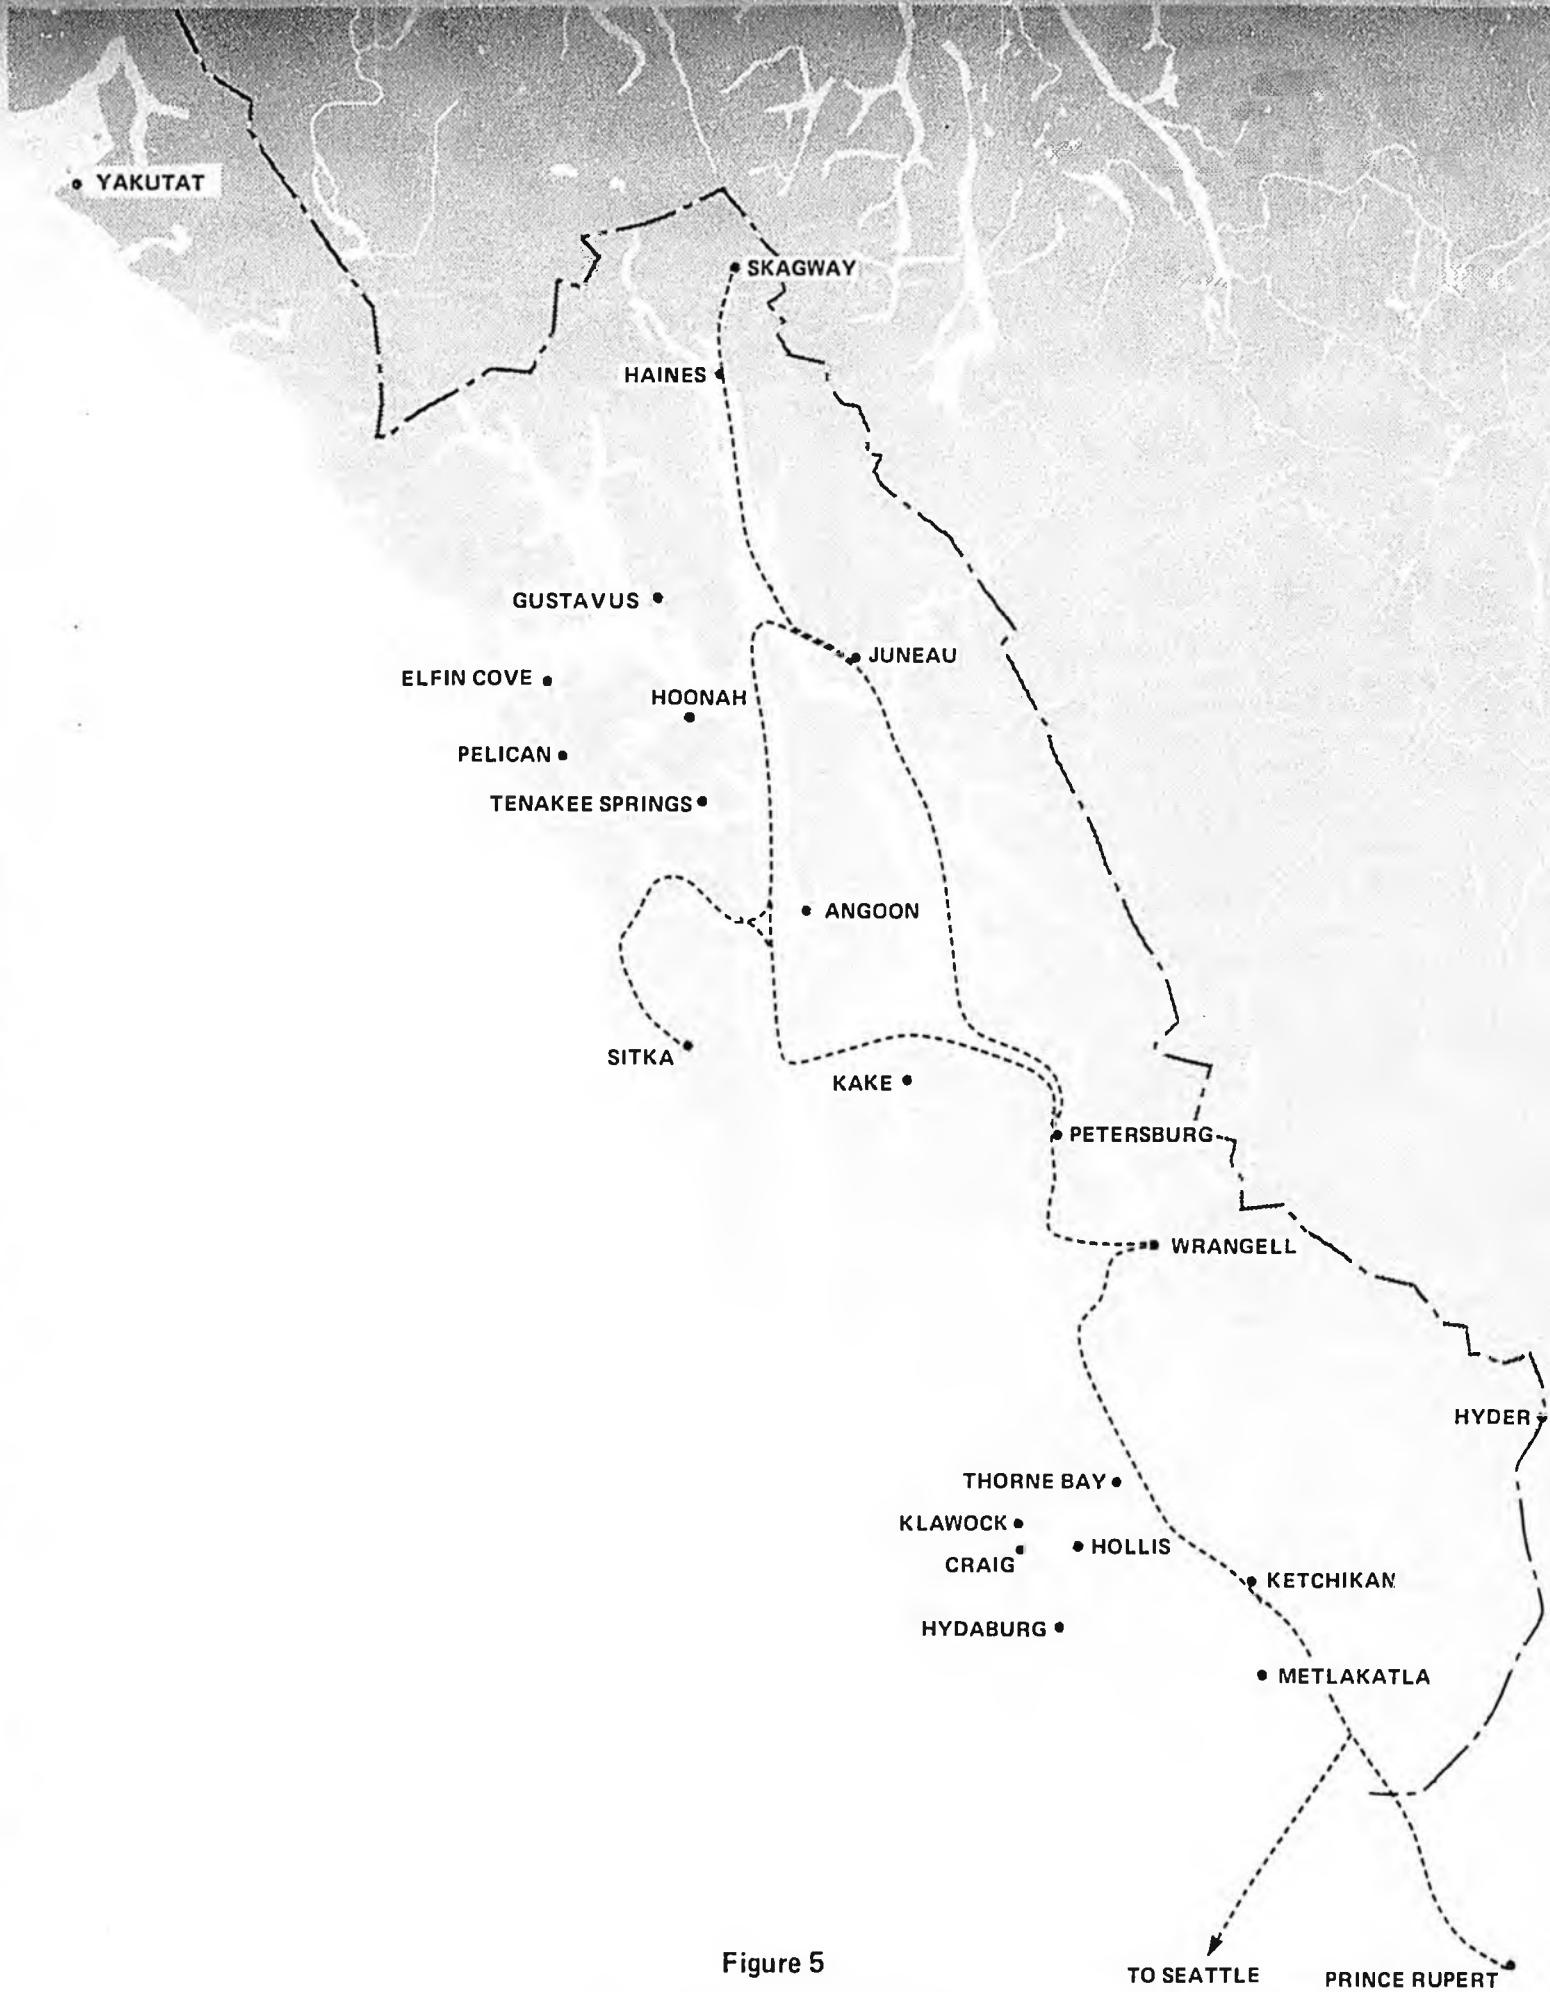 YAKUTAT
SKAGWAY
HAINES
GUSTAVUS
JUNEAU
ELFIN COVE
HOONAH
PELICAN
TENAKEE SPRINGS
ANGOON
SITKA
KAKE
PETERSBURG
WRANGELL
HYDER
THORNE BAY
KLAWOCK
HOLLIS
CRAIG
KETCHIKAN
HYDABURG
METLAKATLA
Figure 5
TO SEATTLE
PRINCE RUPERT